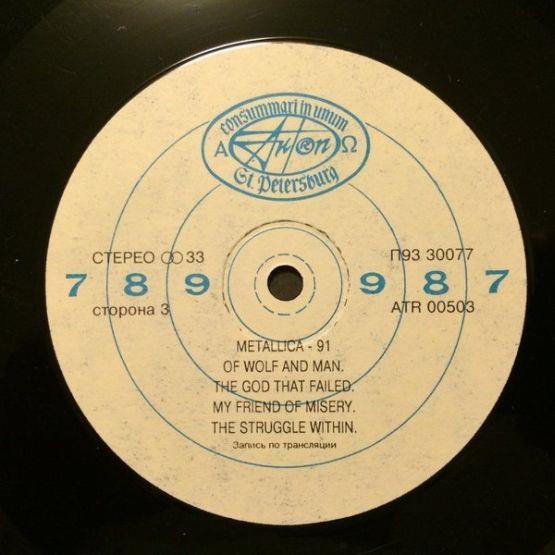 consummari in unum
Α Ω
St. Petersburg
СТЕРЕО 33
П93 30077
7 8 9 9 8 7
сторона 3
ATR 00503
METALLICA - 91
OF WOLF AND MAN.
THE GOD THAT FAILED.
MY FRIEND OF MISERY.
THE STRUGGLE WITHIN.
Запись по трансляции